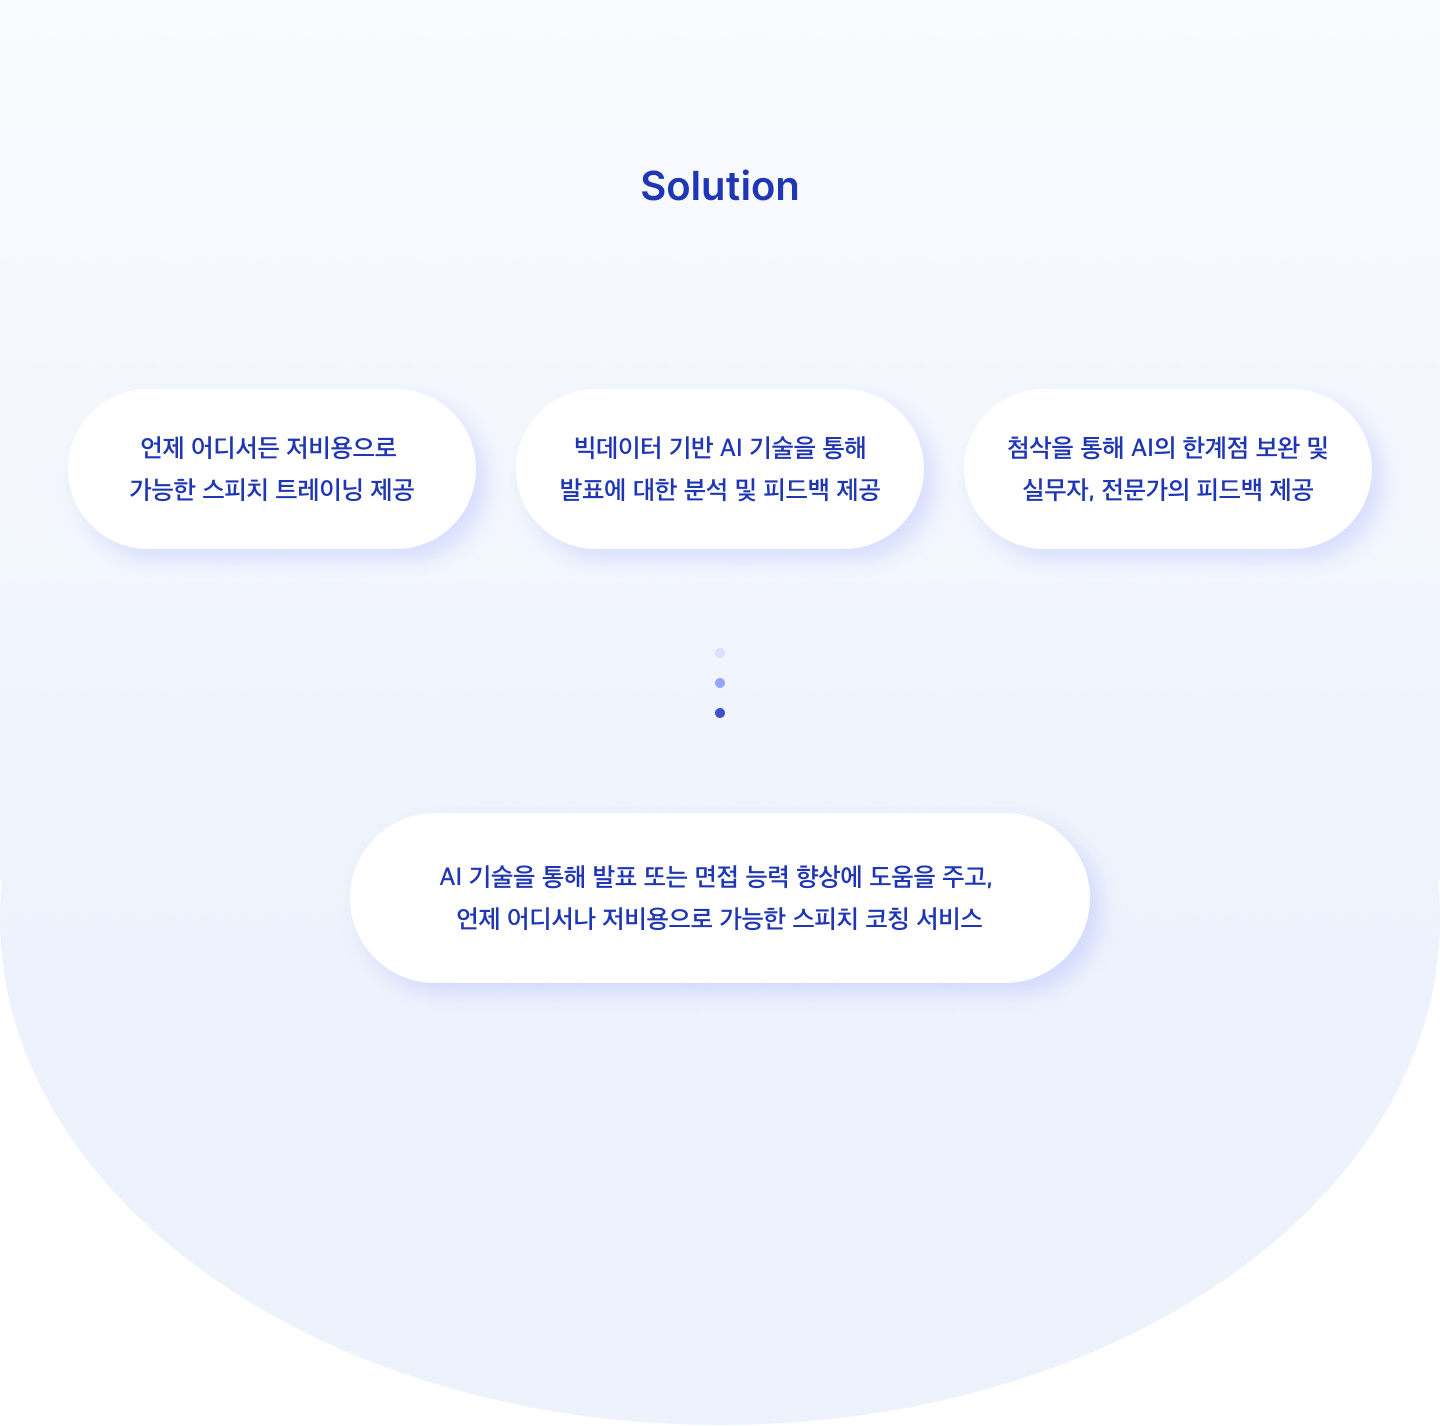 Solution
언제 어디서든 저비용으로
가능한 스피치 트레이닝 제공
빅데이터 기반 AI 기술을 통해
발표에 대한 분석 및 피드백 제공
첨삭을 통해 AI의 한계점 보완 및
실무자, 전문가의 피드백 제공
AI 기술을 통해 발표 또는 면접 능력 향상에 도움을 주고,
언제 어디서나 저비용으로 가능한 스피치 코칭 서비스